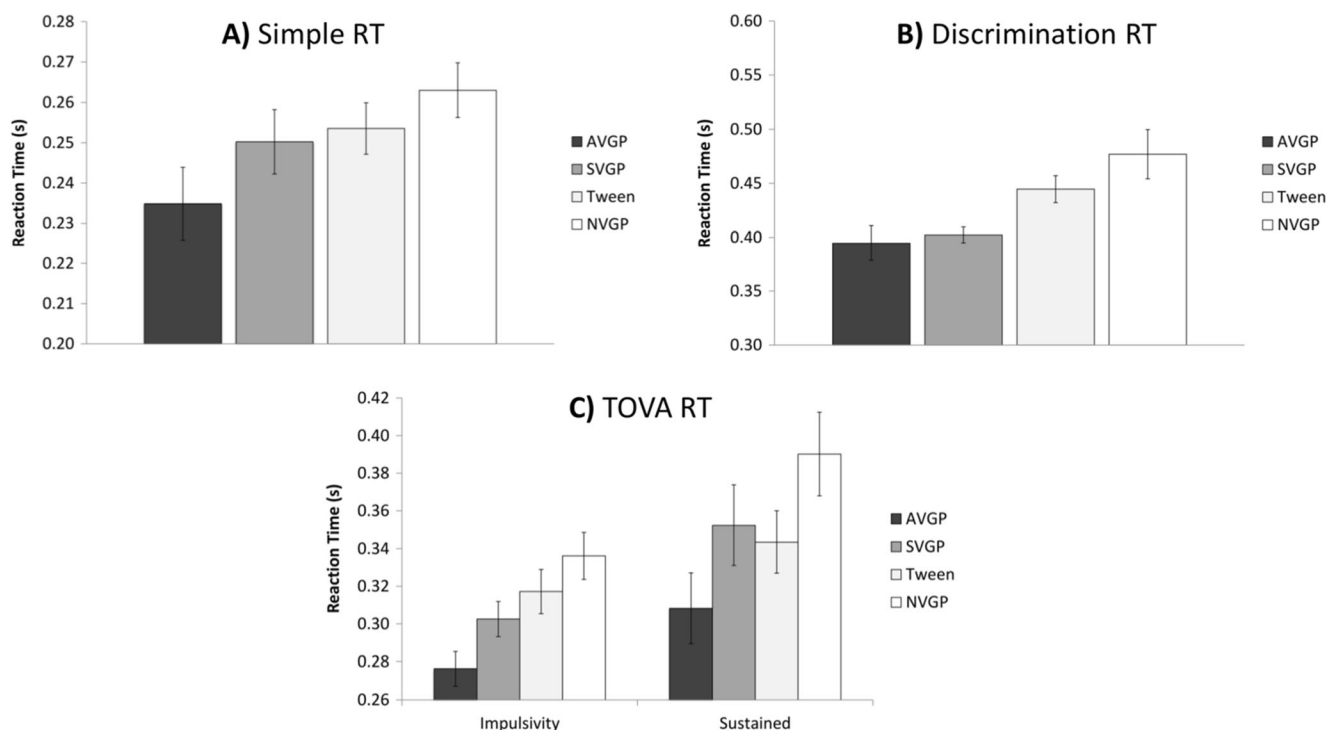 A) Simple RT
Reaction Time (s)
0.28
0.27
0.26
0.25
0.24
0.23
0.22
0.21
0.20
AVGP
SVGP
Tween
NVGP
B) Discrimination RT
Reaction Time (s)
0.60
0.55
0.50
0.45
0.40
0.35
0.30
AVGP
SVGP
Tween
NVGP
C) TOVA RT
Reaction Time (s)
0.42
0.40
0.38
0.36
0.34
0.32
0.30
0.28
0.26
Impulsivity
Sustained
AVGP
SVGP
Tween
NVGP